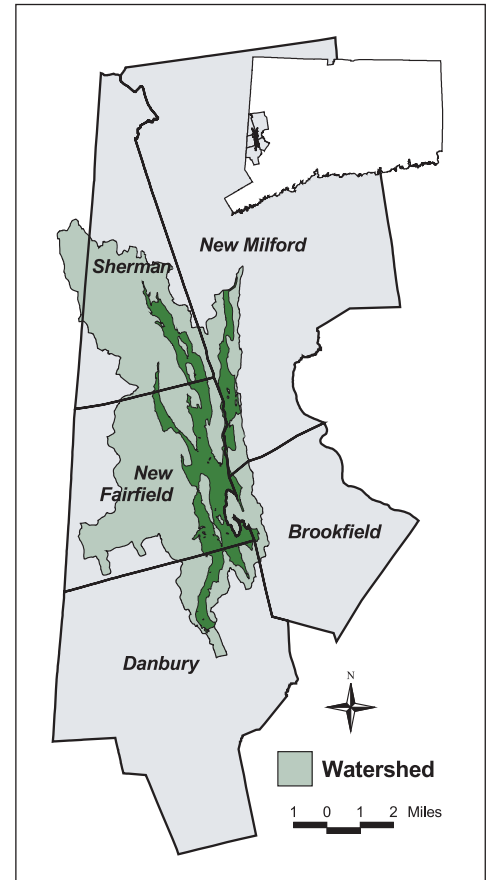 New Milford
Sherman
New
Fairfield
Brookfield
Danbury
N
Watershed
1 0 1 2 Miles